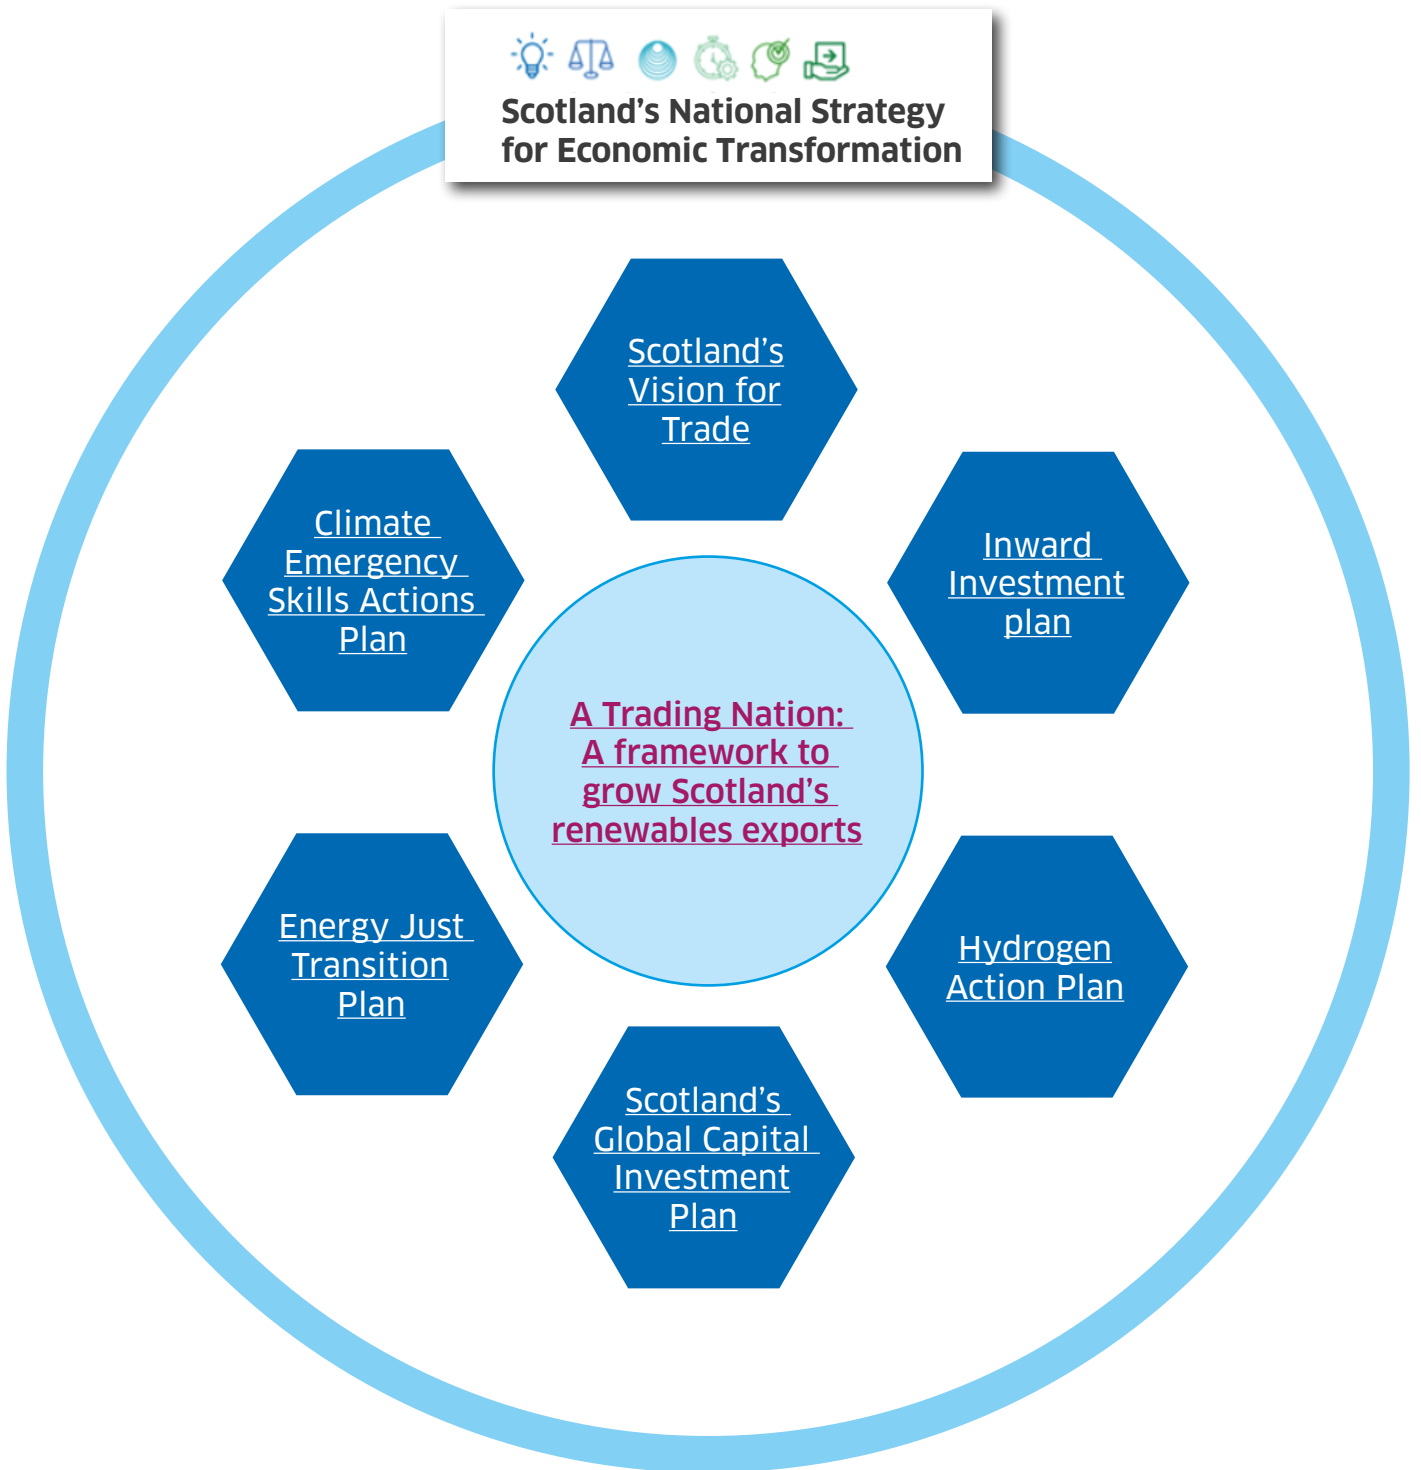 Scotland’s National Strategy
for Economic Transformation
Scotland’s
Vision for
Trade
Climate
Emergency
Skills Actions
Plan
Inward
Investment
plan
A Trading Nation:
A framework to
grow Scotland’s
renewables exports
Energy Just
Transition
Plan
Hydrogen
Action Plan
Scotland’s
Global Capital
Investment
Plan